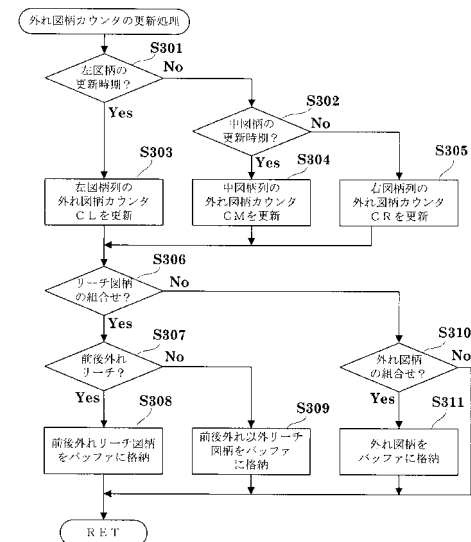 外れ図柄カウンタの更新処理
S301
左図柄の
更新時期？
No
Yes
S302
中図柄の
更新時期？
No
Yes
S303
左図柄列の
外れ図柄カウンタ
ＣＬを更新
S304
中図柄列の
外れ図柄カウンタ
ＣＭを更新
S305
右図柄列の
外れ図柄カウンタ
ＣＲを更新
S306
リーチ図柄
の組合せ？
No
Yes
S307
前後外れ
リーチ？
No
Yes
S310
外れ図柄
の組合せ？
No
Yes
S308
前後外れリーチ図柄
をバッファに格納
S309
前後外れ以外リーチ
図柄をバッファ
に格納
S311
外れ図柄を
バッファに格納
ＲＥＴ